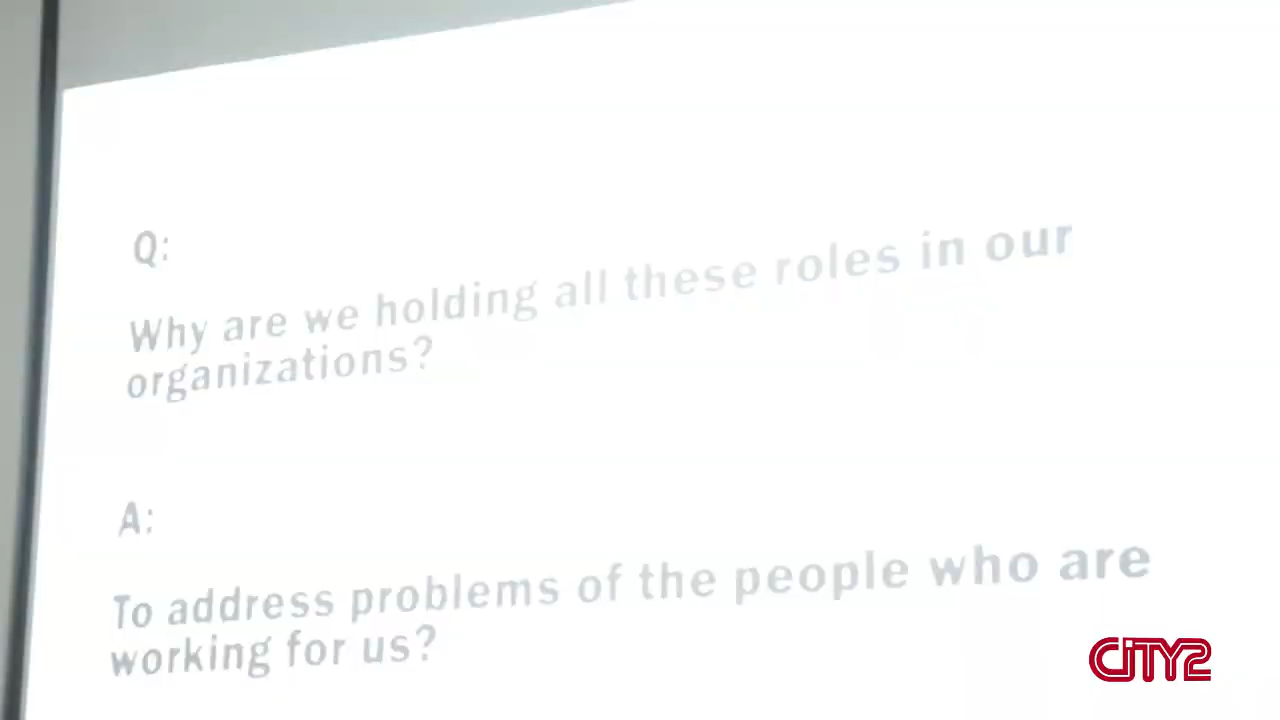 Q:
Why are we holding all these roles in our
organizations?
A:
To address problems of the people who are
working for us?
CiTY2